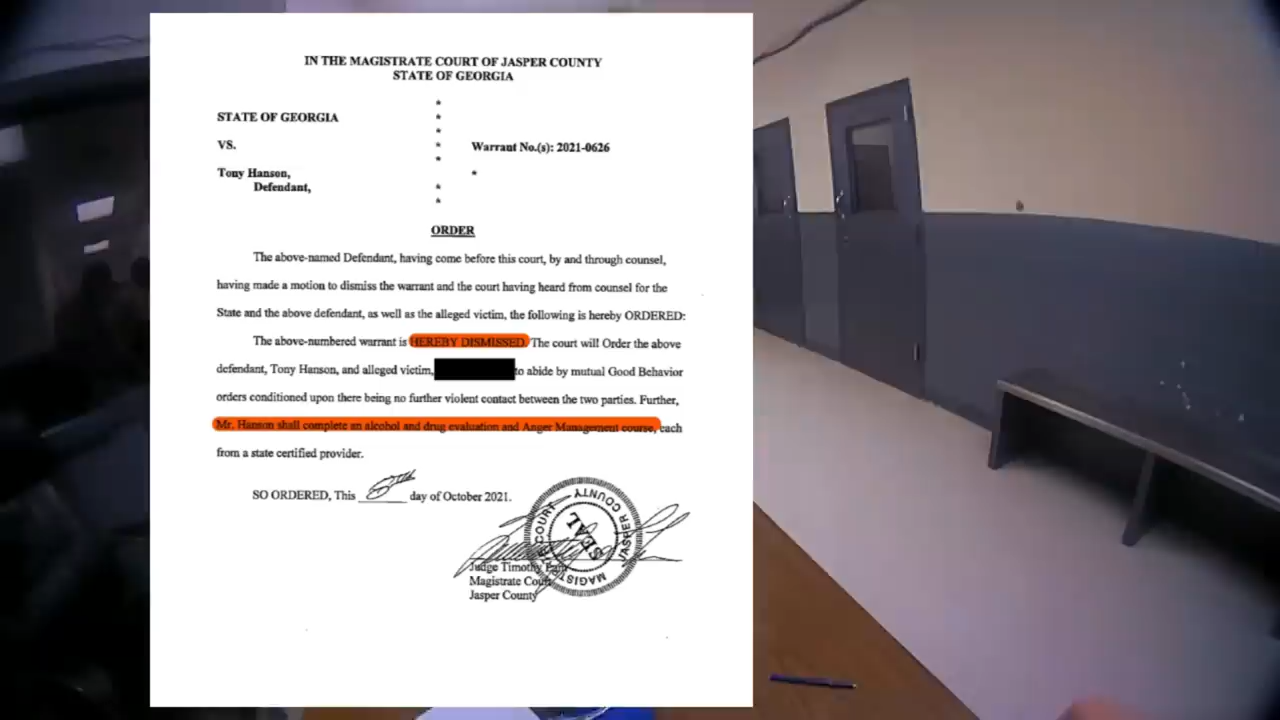 IN THE MAGISTRATE COURT OF JASPER COUNTY
STATE OF GEORGIA
STATE OF GEORGIA
VS.
Warrant No.(s): 2021-0626
Tony Hanson,
Defendant,
ORDER
The above-named Defendant, having come before this court, by and through counsel,
having made a motion to dismiss the warrant and the court having heard from counsel for the
State and the above defendant, as well as the alleged victim, the following is hereby ORDERED:
The above-numbered warrant is HEREBY DISMISSED. The court will Order the above
defendant, Tony Hanson, and alleged victim, to abide by mutual Good Behavior
orders conditioned upon there being no further violent contact between the two parties. Further,
Mr. Hanson shall complete an alcohol and drug evaluation and Anger Management course, each
from a state certified provider.
SO ORDERED, This day of October 2021.
Judge Timothy
Magistrate Court
Jasper County
MAGISTRATE COURT
JASPER COUNTY
SEAL